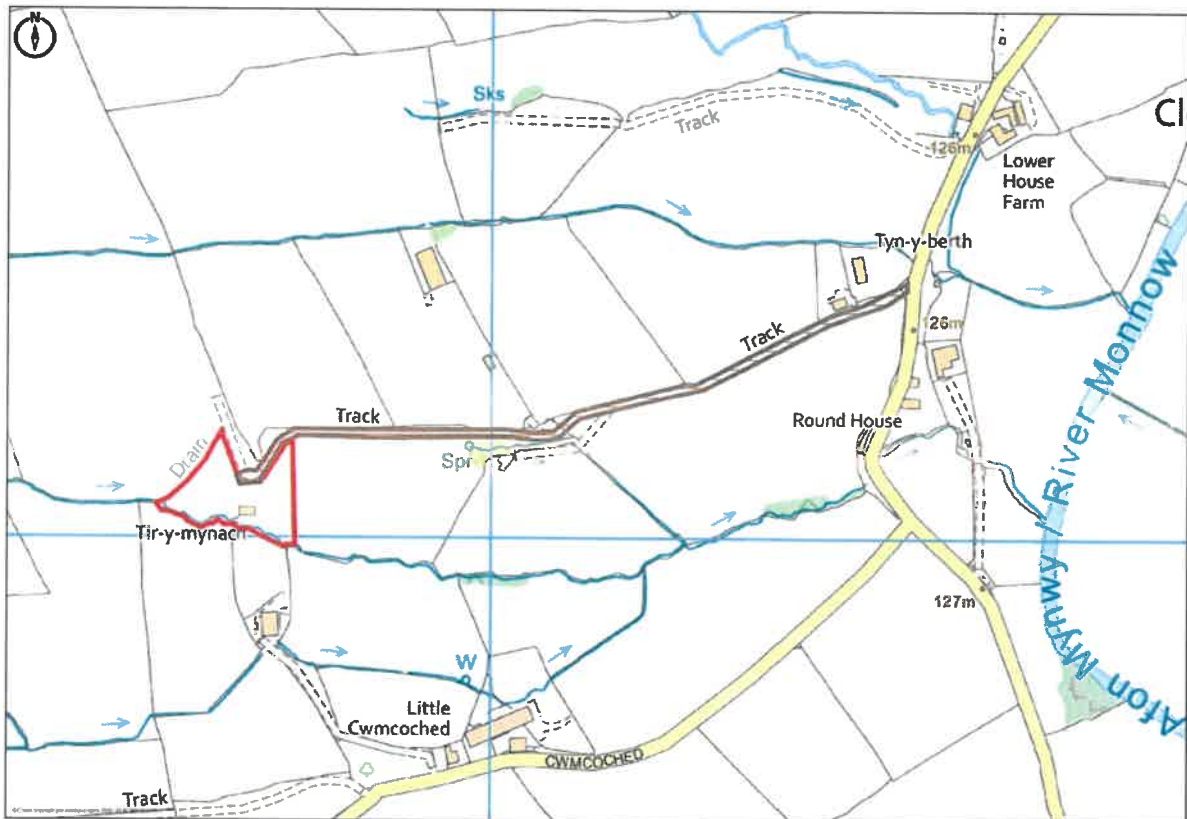 N
Sks
Track
Cl
126m
Lower
House
Farm
Tyn-y-berth
Track
126m
Track
Round House
Drain
Spr
Tir-y-mynach
Afon Mynwy / River Monnow
127m
W
Little
Cwmcoched
CWMCOCHED
Track